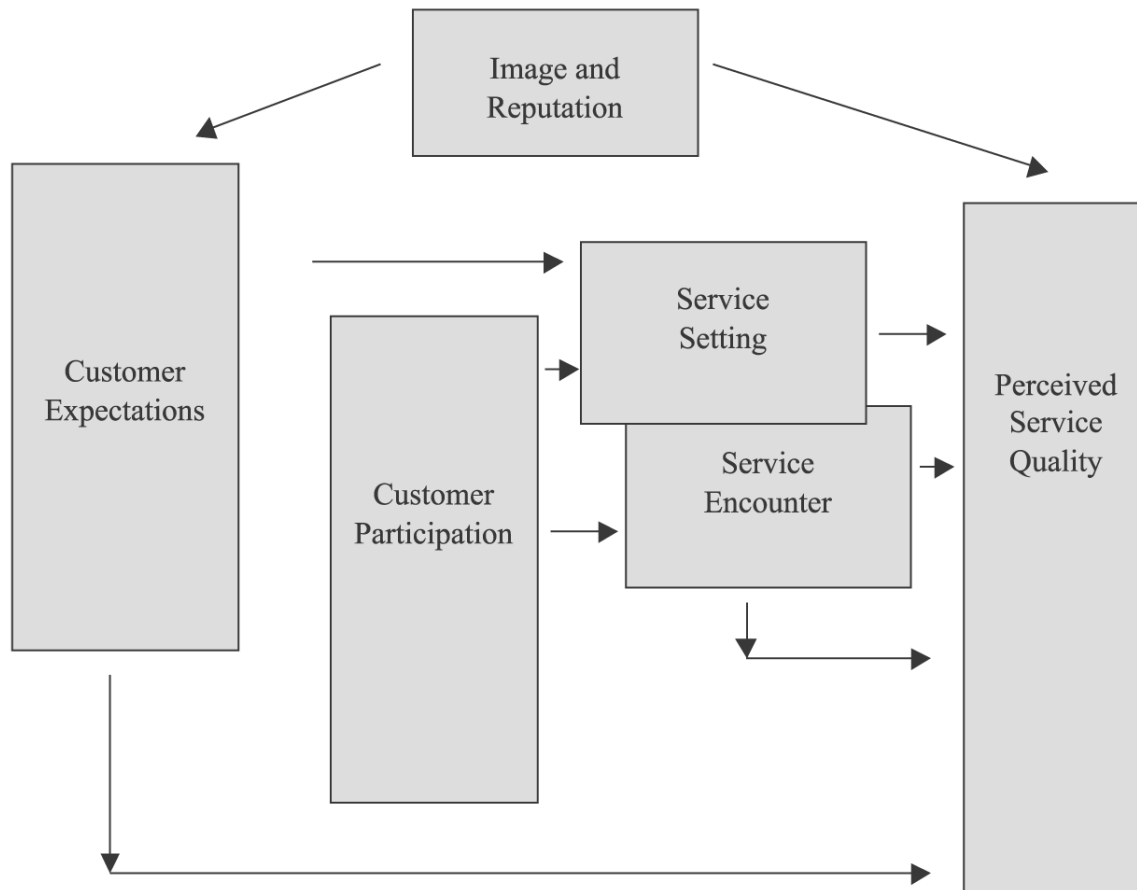 Image and
Reputation
Customer
Expectations
Customer
Participation
Service
Setting
Service
Encounter
Perceived
Service
Quality